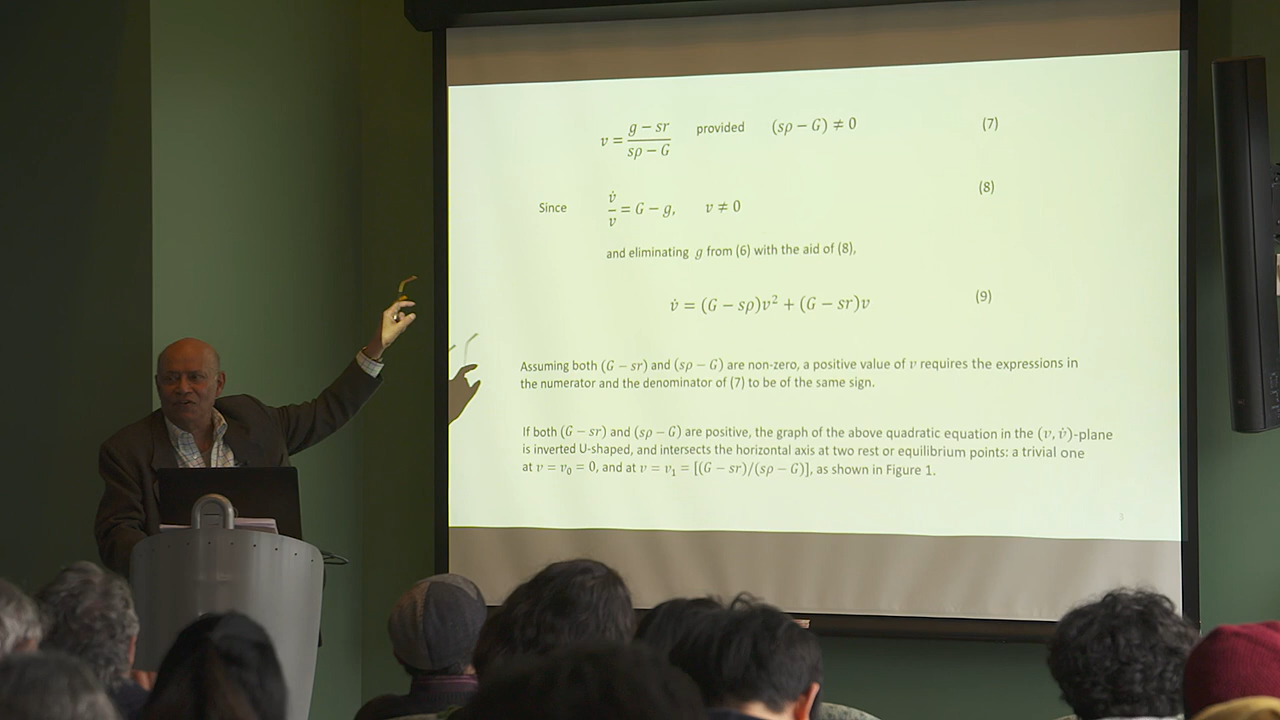 v = (g − sr)/(sρ − G) provided (sρ − G) ≠ 0 (7)
Since v̇/v = G − g, v ≠ 0 (8)
and eliminating g from (6) with the aid of (8),
v̇ = (G − sρ)v² + (G − sr)v (9)
Assuming both (G − sr) and (sρ − G) are non-zero, a positive value of v requires the expressions in
the numerator and the denominator of (7) to be of the same sign.
If both (G − sr) and (sρ − G) are positive, the graph of the above quadratic equation in the (v, v̇)-plane
is inverted U-shaped, and intersects the horizontal axis at two rest or equilibrium points: a trivial one
at v = v₀ = 0, and at v = v₁ = [(G − sr)/(sρ − G)], as shown in Figure 1.
3